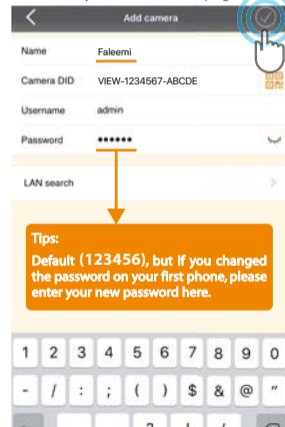 Add camera
Name Faleemi
Camera DID VIEW-1234567-ABCDE
Username admin
Password ••••••
LAN search
Tips:
Default (123456), but if you changed
the password on your first phone, please
enter your new password here.
1 2 3 4 5 6 7 8 9 0
- / : ; ( ) $ & @ "